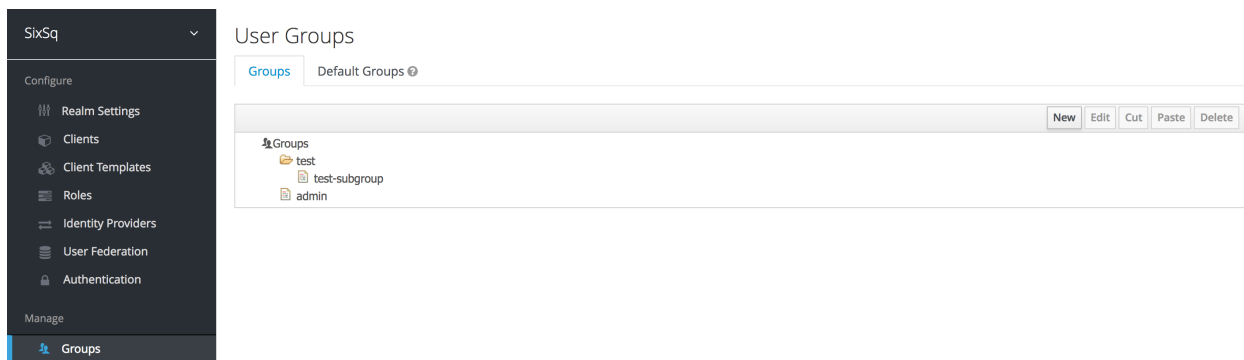 SixSq
Configure
Realm Settings
Clients
Client Templates
Roles
Identity Providers
User Federation
Authentication
Manage
Groups
User Groups
Groups Default Groups
New Edit Cut Paste Delete
Groups
test
test-subgroup
admin